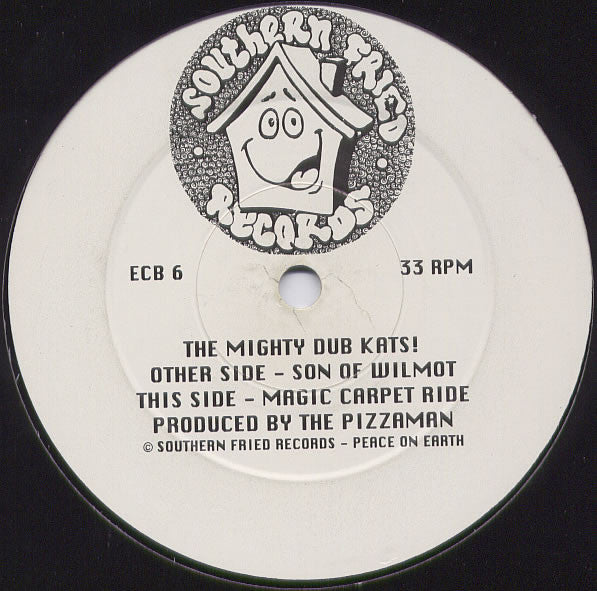 SOUTHERN FRIED
RECORDS
ECB 6
33 RPM
THE MIGHTY DUB KATS!
OTHER SIDE – SON OF WILMOT
THIS SIDE – MAGIC CARPET RIDE
PRODUCED BY THE PIZZAMAN
© SOUTHERN FRIED RECORDS – PEACE ON EARTH